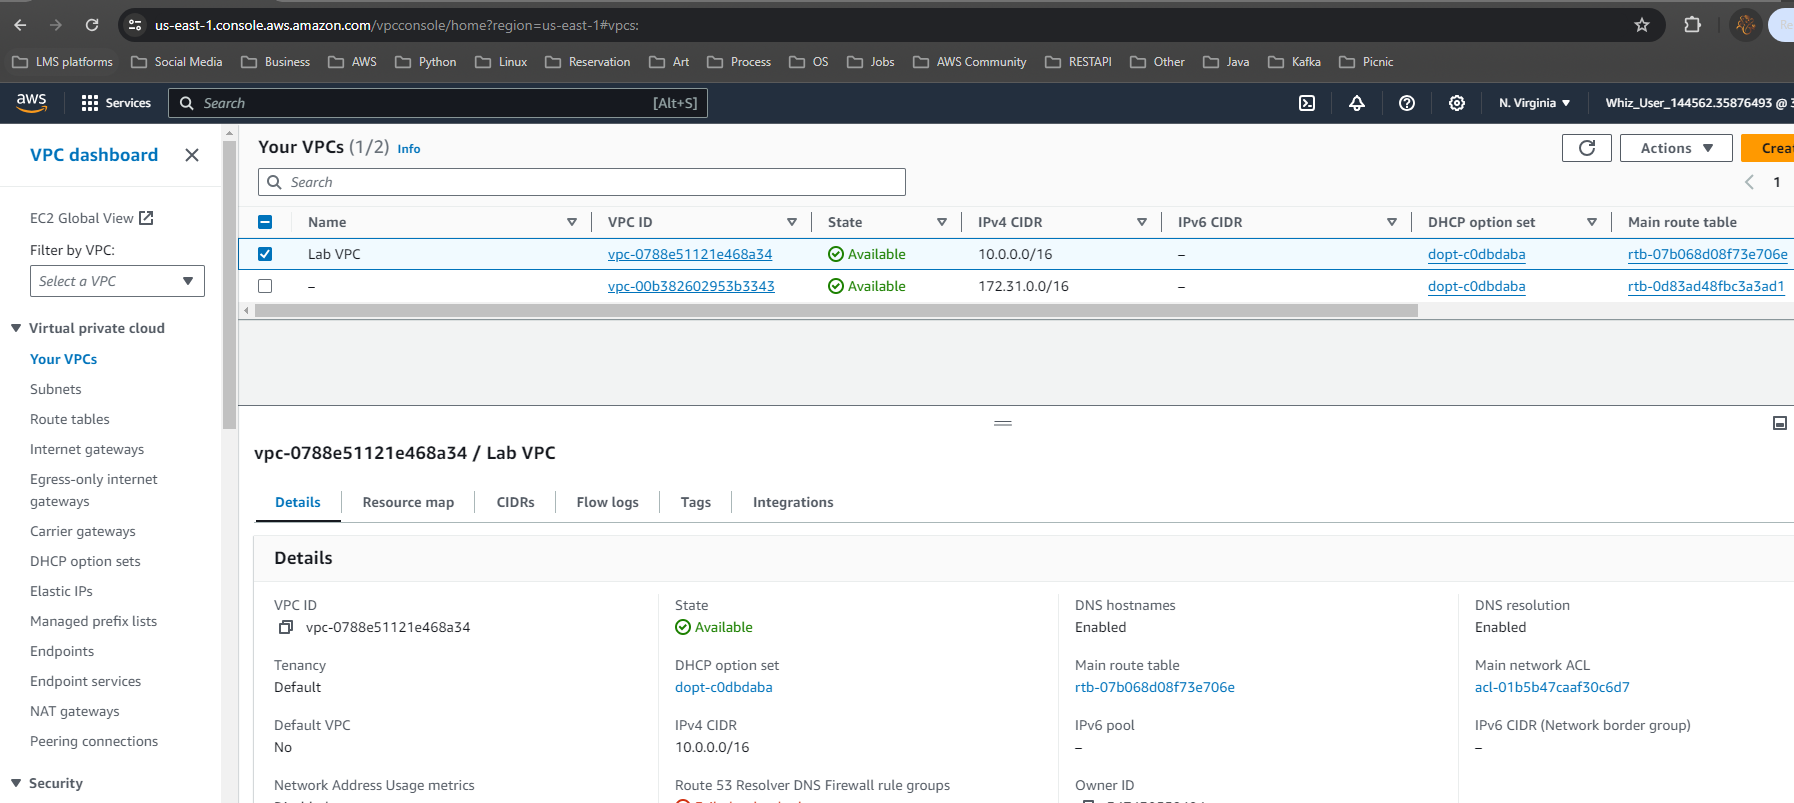 us-east-1.console.aws.amazon.com/vpcconsole/home?region=us-east-1#vpcs:
LMS platforms Social Media Business AWS Python Linux Reservation Art Process OS Jobs AWS Community RESTAPI Other Java Kafka Picnic
aws Services Search [Alt+S] N. Virginia Whiz_User_144562.35876493 @ 3
VPC dashboard
EC2 Global View
Filter by VPC:
Select a VPC
Virtual private cloud
Your VPCs
Subnets
Route tables
Internet gateways
Egress-only internet
gateways
Carrier gateways
DHCP option sets
Elastic IPs
Managed prefix lists
Endpoints
Endpoint services
NAT gateways
Peering connections
Security
Your VPCs (1/2) Info
Actions
Search
1
Name VPC ID State IPv4 CIDR IPv6 CIDR DHCP option set Main route table
Lab VPC vpc-0788e51121e468a34 Available 10.0.0.0/16 – dopt-c0dbdaba rtb-07b068d08f73e706e
– vpc-00b382602953b3343 Available 172.31.0.0/16 – dopt-c0dbdaba rtb-0d83ad48fbc3a3ad1
vpc-0788e51121e468a34 / Lab VPC
Details Resource map CIDRs Flow logs Tags Integrations
Details
VPC ID
vpc-0788e51121e468a34
State
Available
DNS hostnames
Enabled
DNS resolution
Enabled
Tenancy
Default
DHCP option set
dopt-c0dbdaba
Main route table
rtb-07b068d08f73e706e
Main network ACL
acl-01b5b47caaf30c6d7
Default VPC
No
IPv4 CIDR
10.0.0.0/16
IPv6 pool
–
IPv6 CIDR (Network border group)
–
Network Address Usage metrics
Route 53 Resolver DNS Firewall rule groups
Owner ID